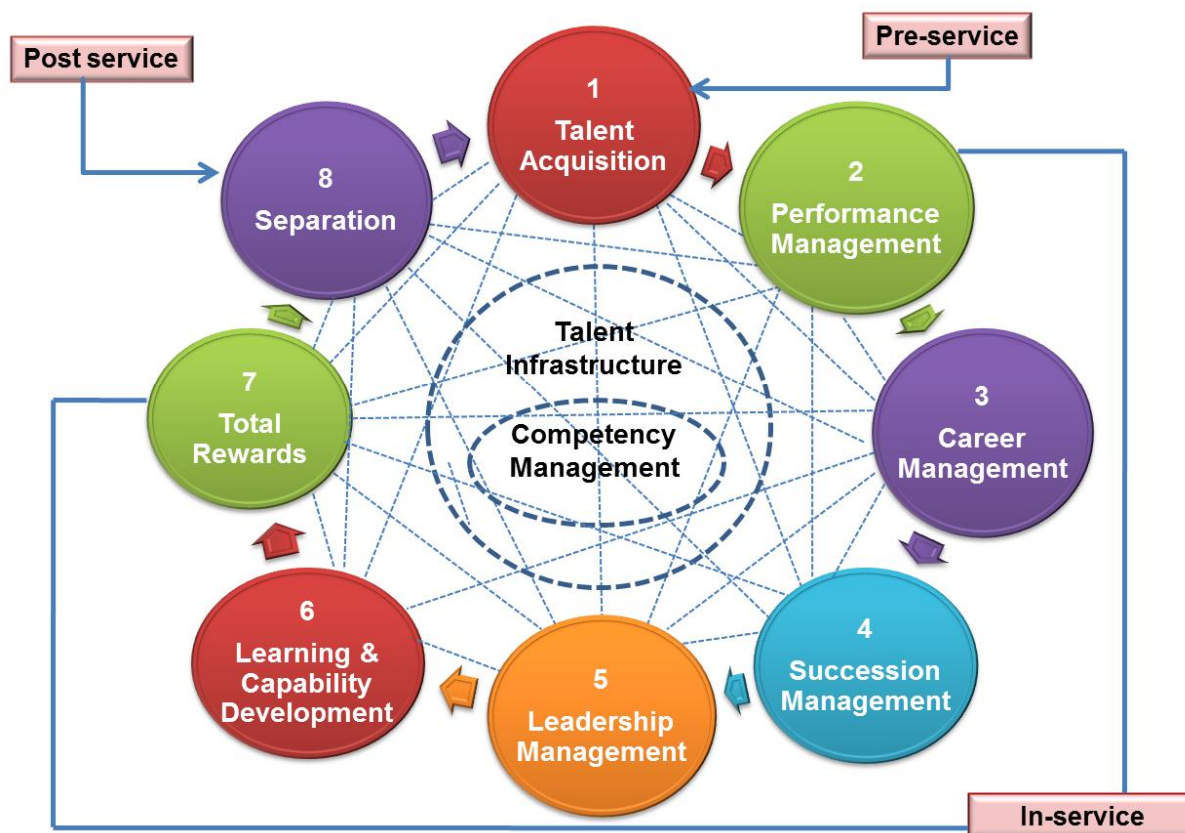 Post service
Pre-service
1
Talent
Acquisition
2
Performance
Management
3
Career
Management
4
Succession
Management
5
Leadership
Management
6
Learning &
Capability
Development
7
Total
Rewards
8
Separation
Talent
Infrastructure
Competency
Management
In-service